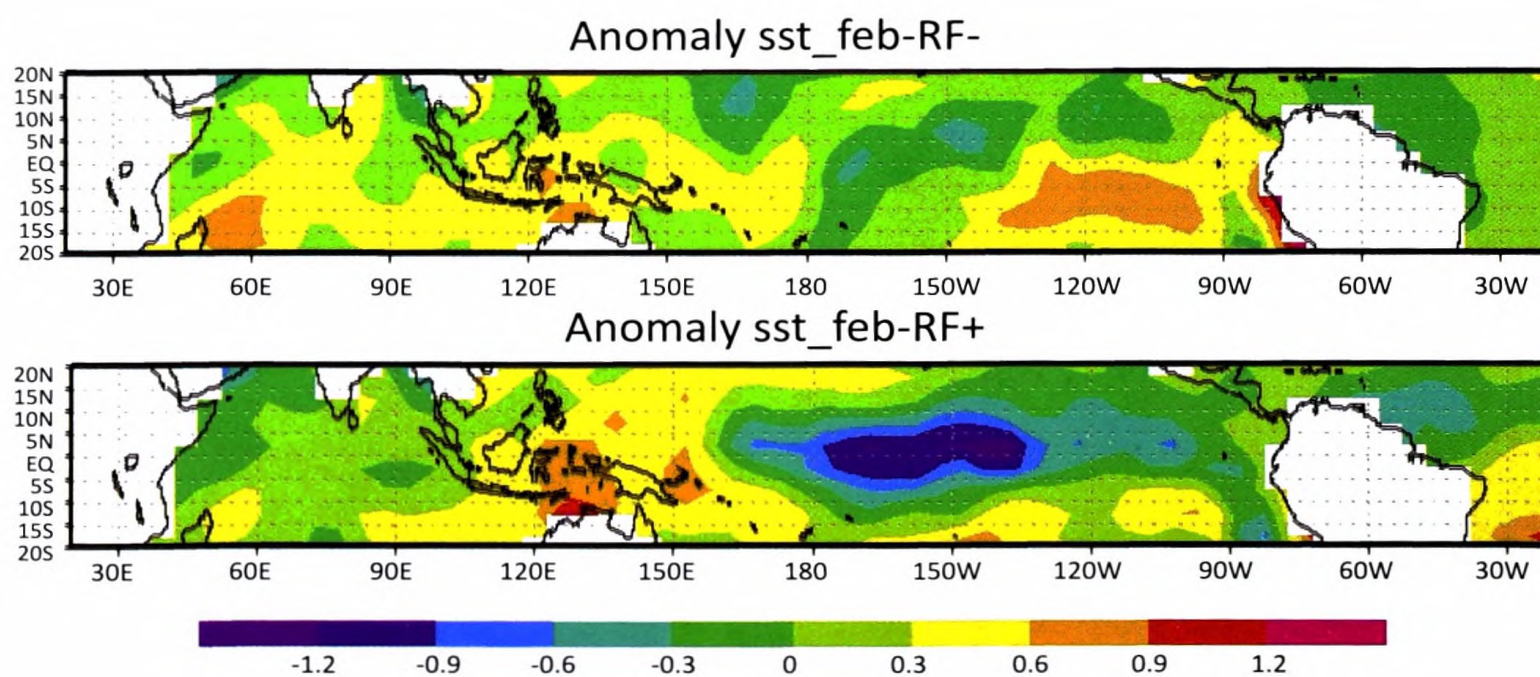 Anomaly sst_feb-RF-
20N
15N
10N
5N
EQ
5S
10S
15S
20S
30E 60E 90E 120E 150E 180 150W 120W 90W 60W 30W
Anomaly sst_feb-RF+
20N
15N
10N
5N
EQ
5S
10S
15S
20S
30E 60E 90E 120E 150E 180 150W 120W 90W 60W 30W
-1.2 -0.9 -0.6 -0.3 0 0.3 0.6 0.9 1.2